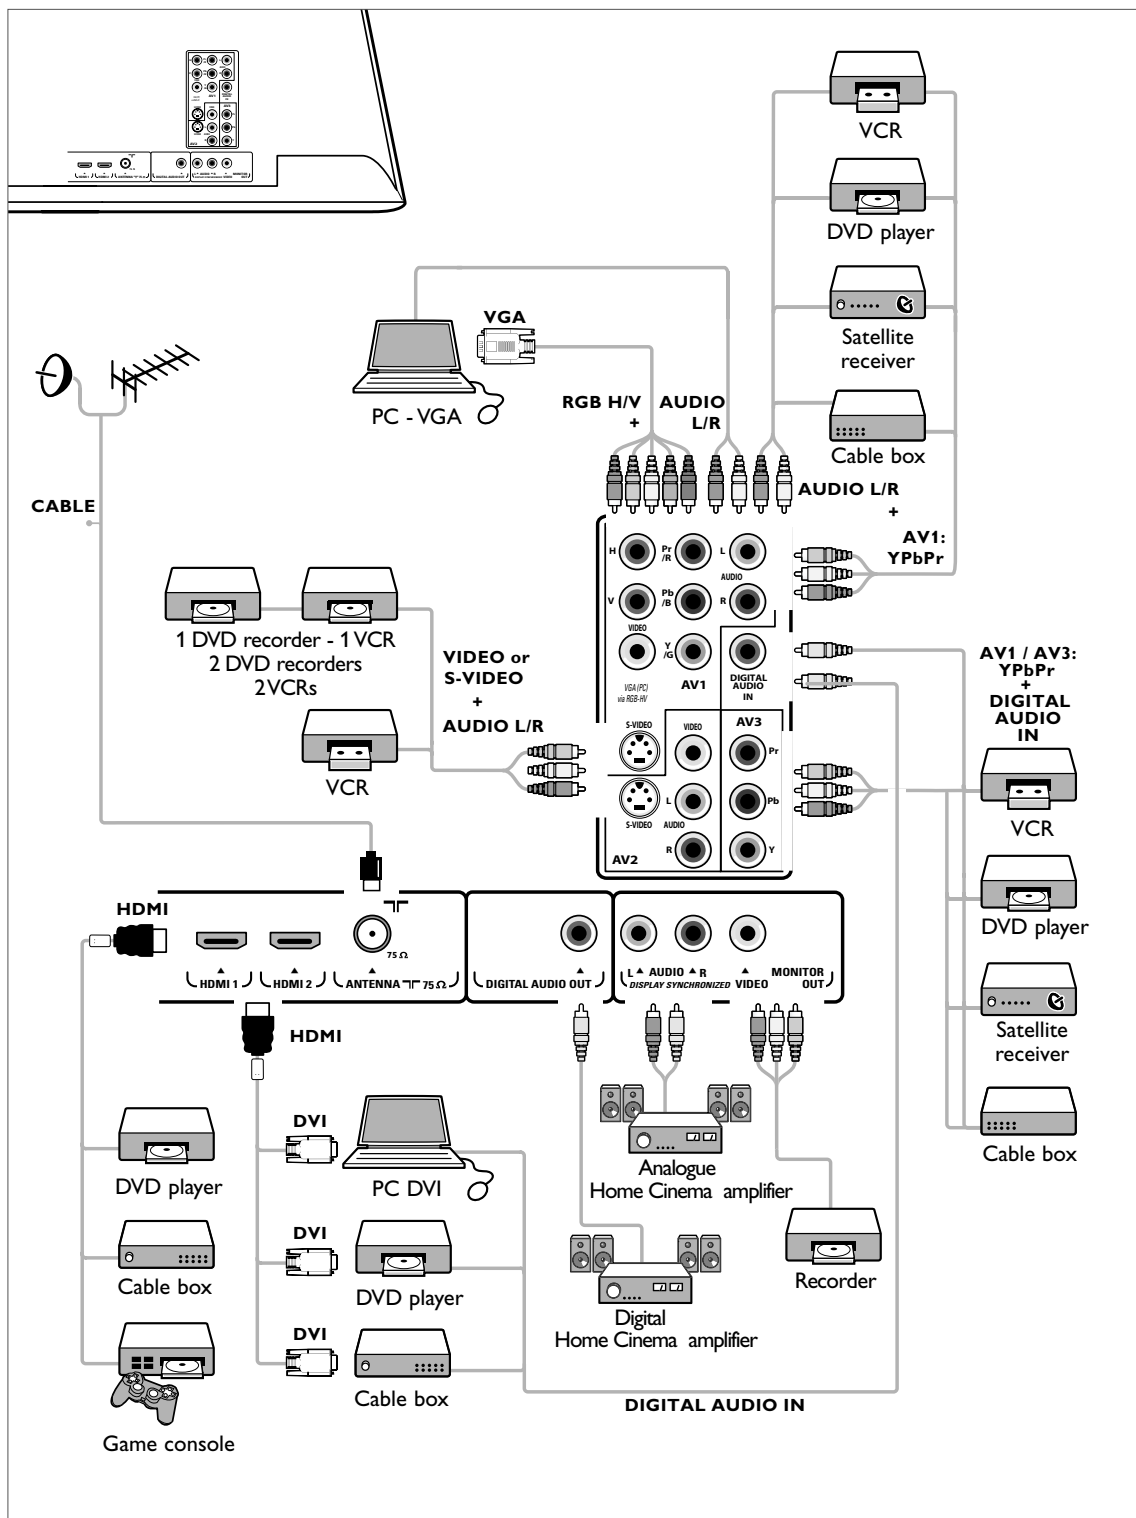 VCR
DVD player
Satellite
receiver
Cable box
VGA
PC - VGA
RGB H/V
+
AUDIO
L/R
AUDIO L/R
+
AV1:
YPbPr
CABLE
1 DVD recorder - 1 VCR
2 DVD recorders
2 VCRs
VIDEO or
S-VIDEO
+
AUDIO L/R
VCR
H
Pr
/R
L
AUDIO
V
Pb
/B
R
VIDEO
Y
/G
VGA (PC)
via RGB-HV
AV1
DIGITAL
AUDIO
IN
S-VIDEO
VIDEO
AV3
Pr
L
Pb
S-VIDEO
AUDIO
AV2
R
Y
AV1 / AV3:
YPbPr
+
DIGITAL
AUDIO
IN
VCR
DVD player
Satellite
receiver
Cable box
HDMI
75 Ω
HDMI 1
HDMI 2
ANTENNA 75 Ω
DIGITAL AUDIO OUT
L AUDIO R
DISPLAY SYNCHRONIZED
VIDEO
MONITOR
OUT
HDMI
DVI
DVD player
PC DVI
Analogue
Home Cinema amplifier
DVI
Cable box
DVD player
Recorder
Digital
Home Cinema amplifier
DVI
Cable box
DIGITAL AUDIO IN
Game console